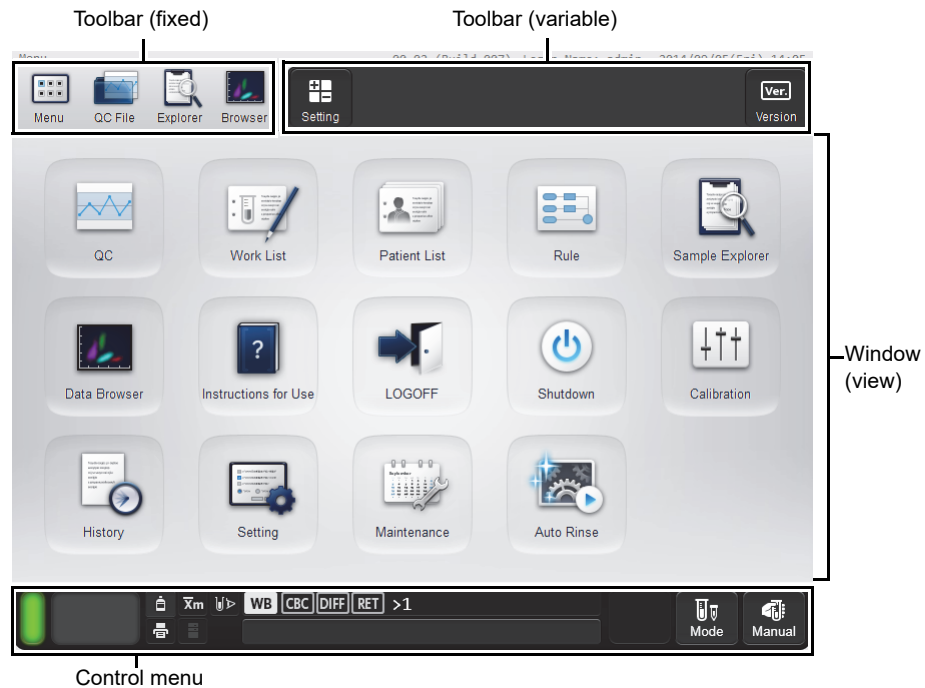 Toolbar (fixed)
Toolbar (variable)
Menu
Menu
QC File
Explorer
Browser
Setting
Ver.
Version
QC
Work List
Patient List
Rule
Sample Explorer
Data Browser
?
Instructions for Use
LOGOFF
Shutdown
Calibration
History
Setting
September
Maintenance
Auto Rinse
Window
(view)
Xm
WB CBC DIFF RET >1
Mode
Manual
Control menu